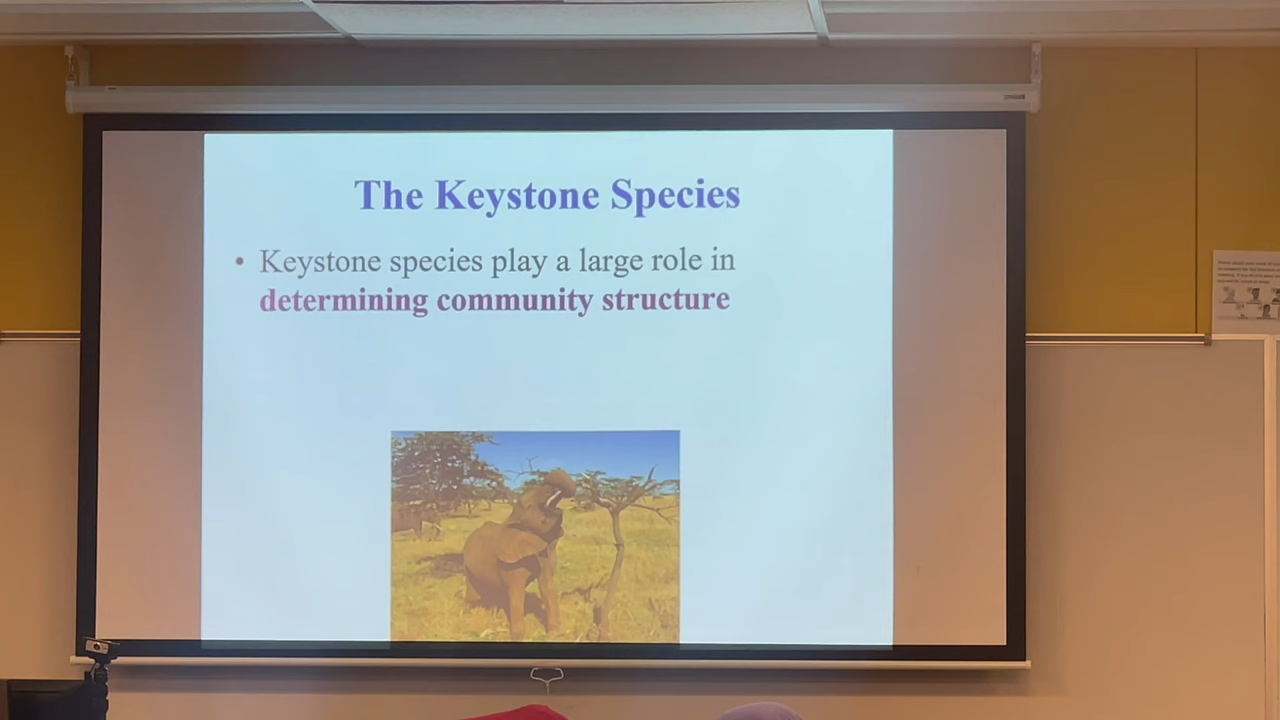 The Keystone Species
• Keystone species play a large role in
determining community structure